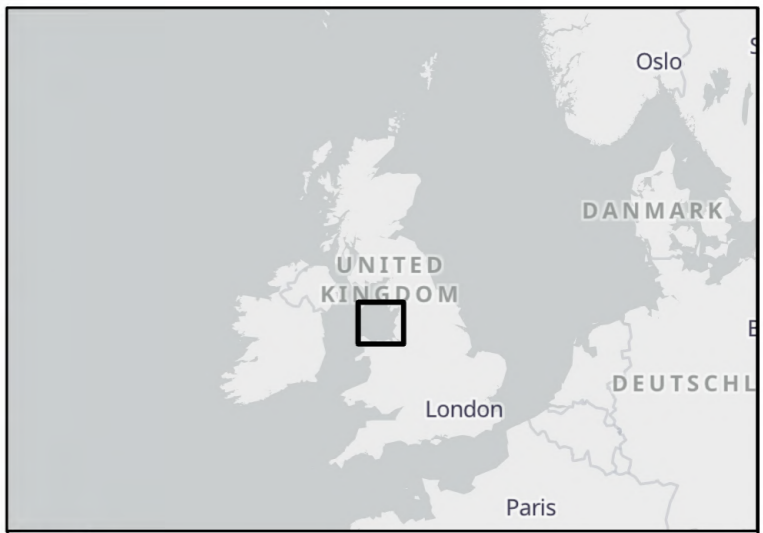 Oslo
DANMARK
UNITED
KINGDOM
DEUTSCHL
London
Paris